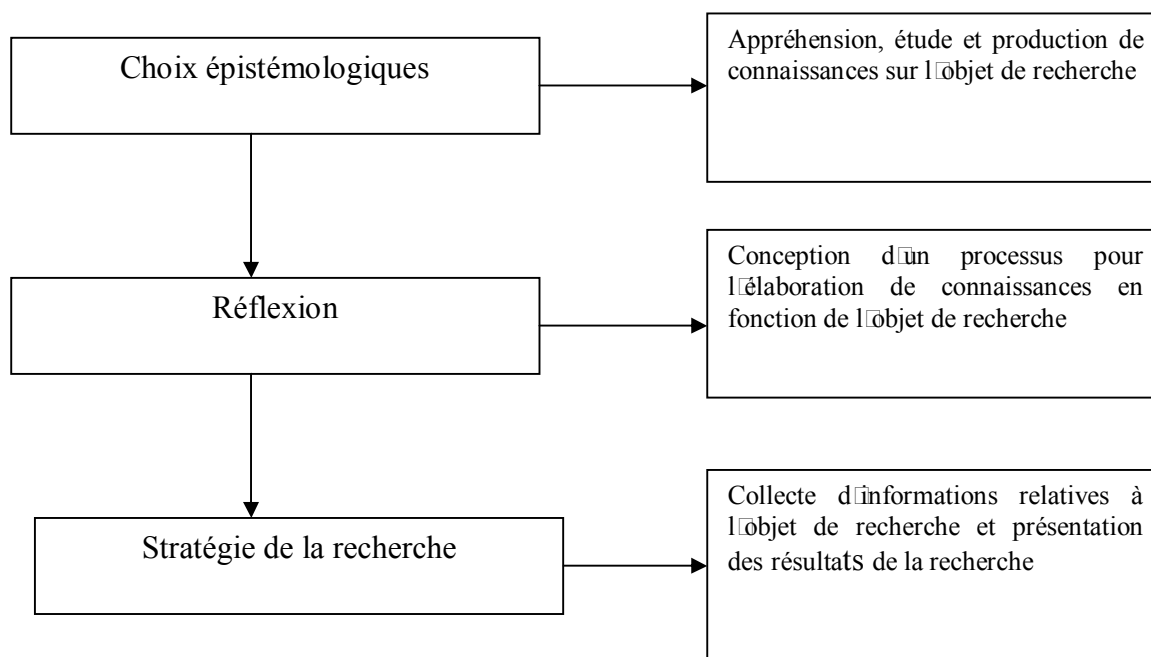 Choix épistémologiques
Appréhension, étude et production de
connaissances sur l□objet de recherche
Réflexion
Conception d□un processus pour
l□élaboration de connaissances en
fonction de l□objet de recherche
Stratégie de la recherche
Collecte d□informations relatives à
l□objet de recherche et présentation
des résultats de la recherche